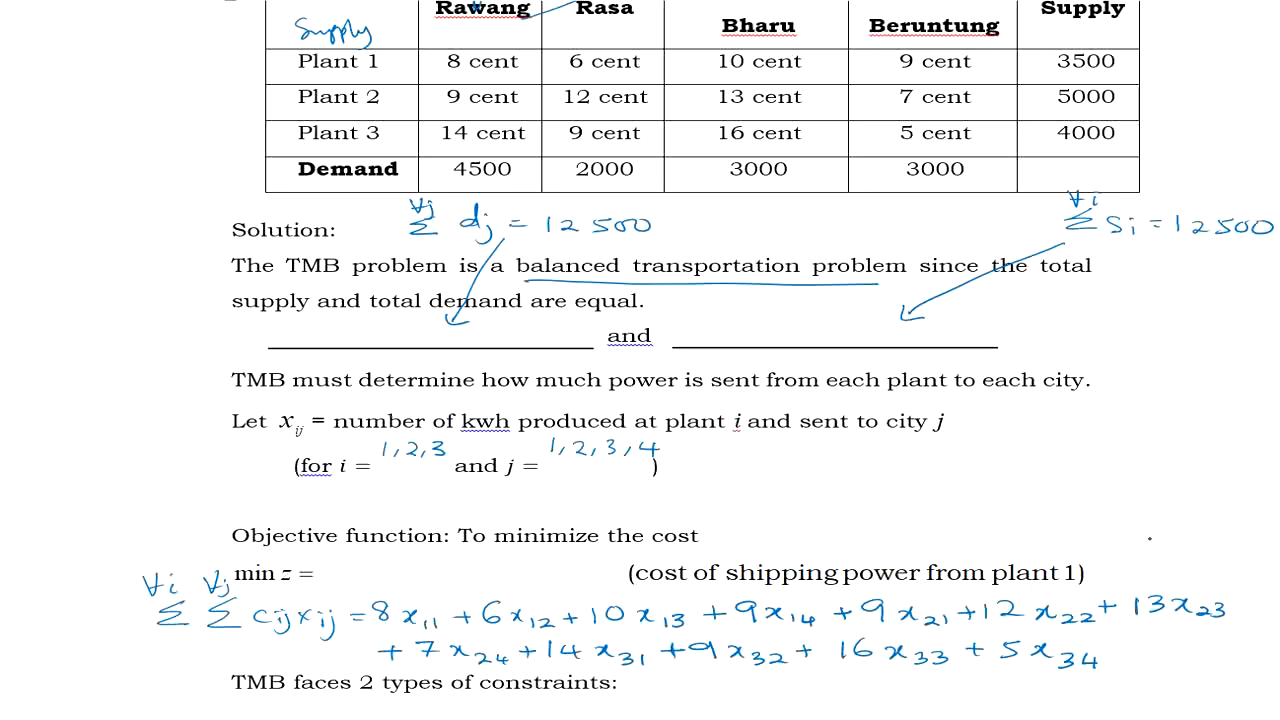 Rawang Rasa Supply
Supply Bharu Beruntung
Plant 1 8 cent 6 cent 10 cent 9 cent 3500
Plant 2 9 cent 12 cent 13 cent 7 cent 5000
Plant 3 14 cent 9 cent 16 cent 5 cent 4000
Demand 4500 2000 3000 3000
∀j ∀i
Solution: Σ dj = 12500 Σ Si = 12500
The TMB problem is a balanced transportation problem since the total
supply and total demand are equal.
and
TMB must determine how much power is sent from each plant to each city.
Let xij = number of kwh produced at plant i and sent to city j
1,2,3 1,2,3,4
(for i = and j = )
Objective function: To minimize the cost
min z = (cost of shipping power from plant 1)
∀i ∀j
Σ Σ cij xij = 8x11 + 6x12 + 10x13 + 9x14 + 9x21 + 12x22 + 13x23
+ 7x24 + 14x31 + 9x32 + 16x33 + 5x34
TMB faces 2 types of constraints: